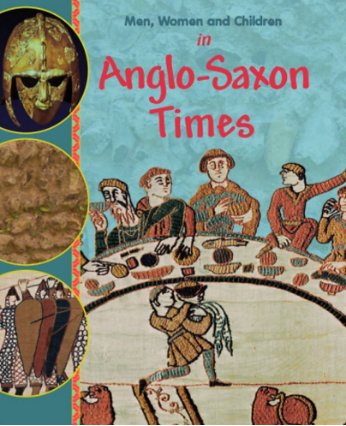 Men, Women and Children
in
Anglo-Saxon
Times